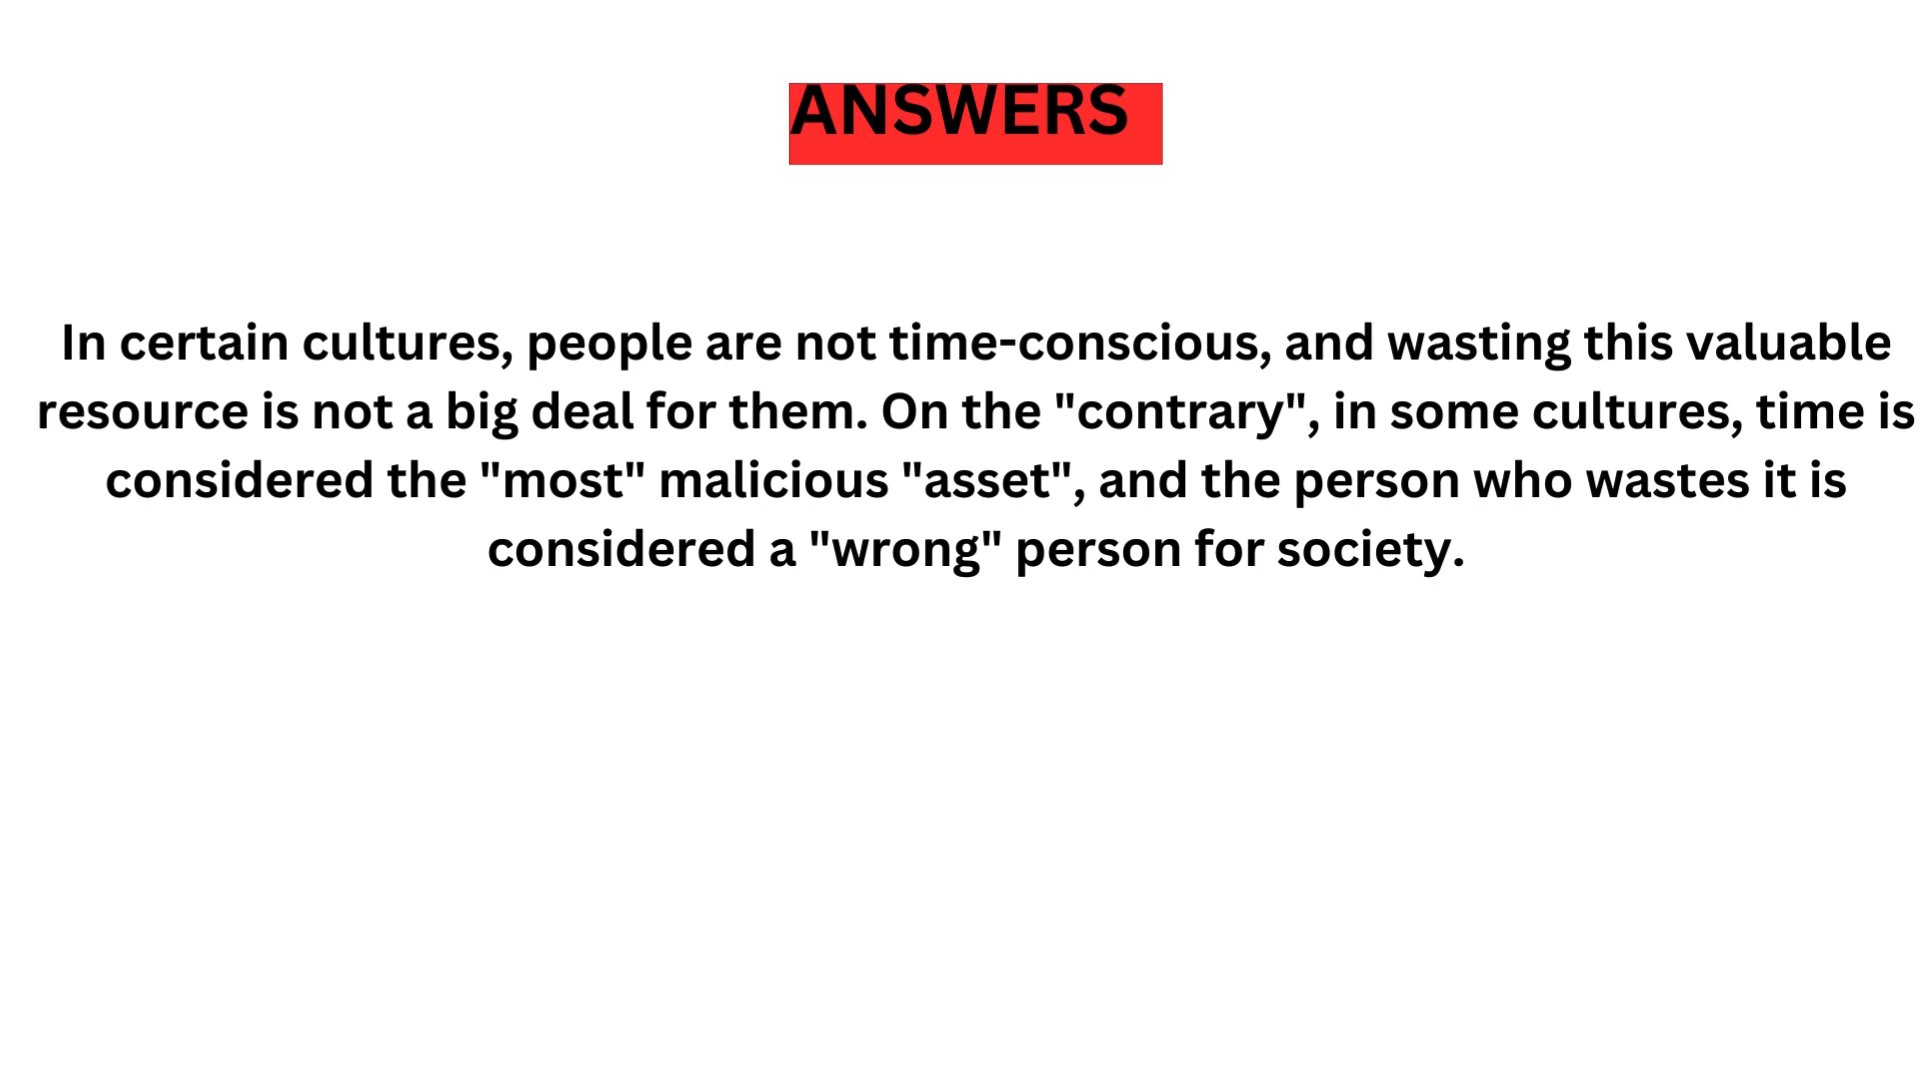 ANSWERS
In certain cultures, people are not time-conscious, and wasting this valuable
resource is not a big deal for them. On the "contrary", in some cultures, time is
considered the "most" malicious "asset", and the person who wastes it is
considered a "wrong" person for society.